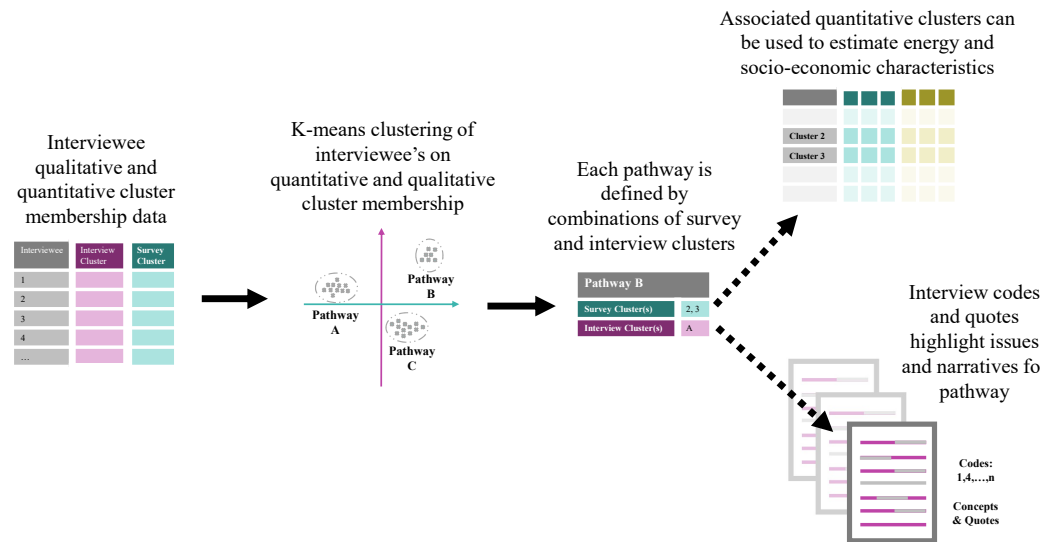 Associated quantitative clusters can
be used to estimate energy and
socio-economic characteristics
Cluster 2
Cluster 3
Interviewee
qualitative and
quantitative cluster
membership data
Interviewee
Interview
Cluster
Survey
Cluster
1
2
3
4
…
K-means clustering of
interviewee's on
quantitative and qualitative
cluster membership
Pathway
A
Pathway
B
Pathway
C
Each pathway is
defined by
combinations of survey
and interview clusters
Pathway B
Survey Cluster(s)
2, 3
Interview Cluster(s)
A
Interview codes
and quotes
highlight issues
and narratives fo
pathway
Codes:
1,4,…,n
Concepts
& Quotes